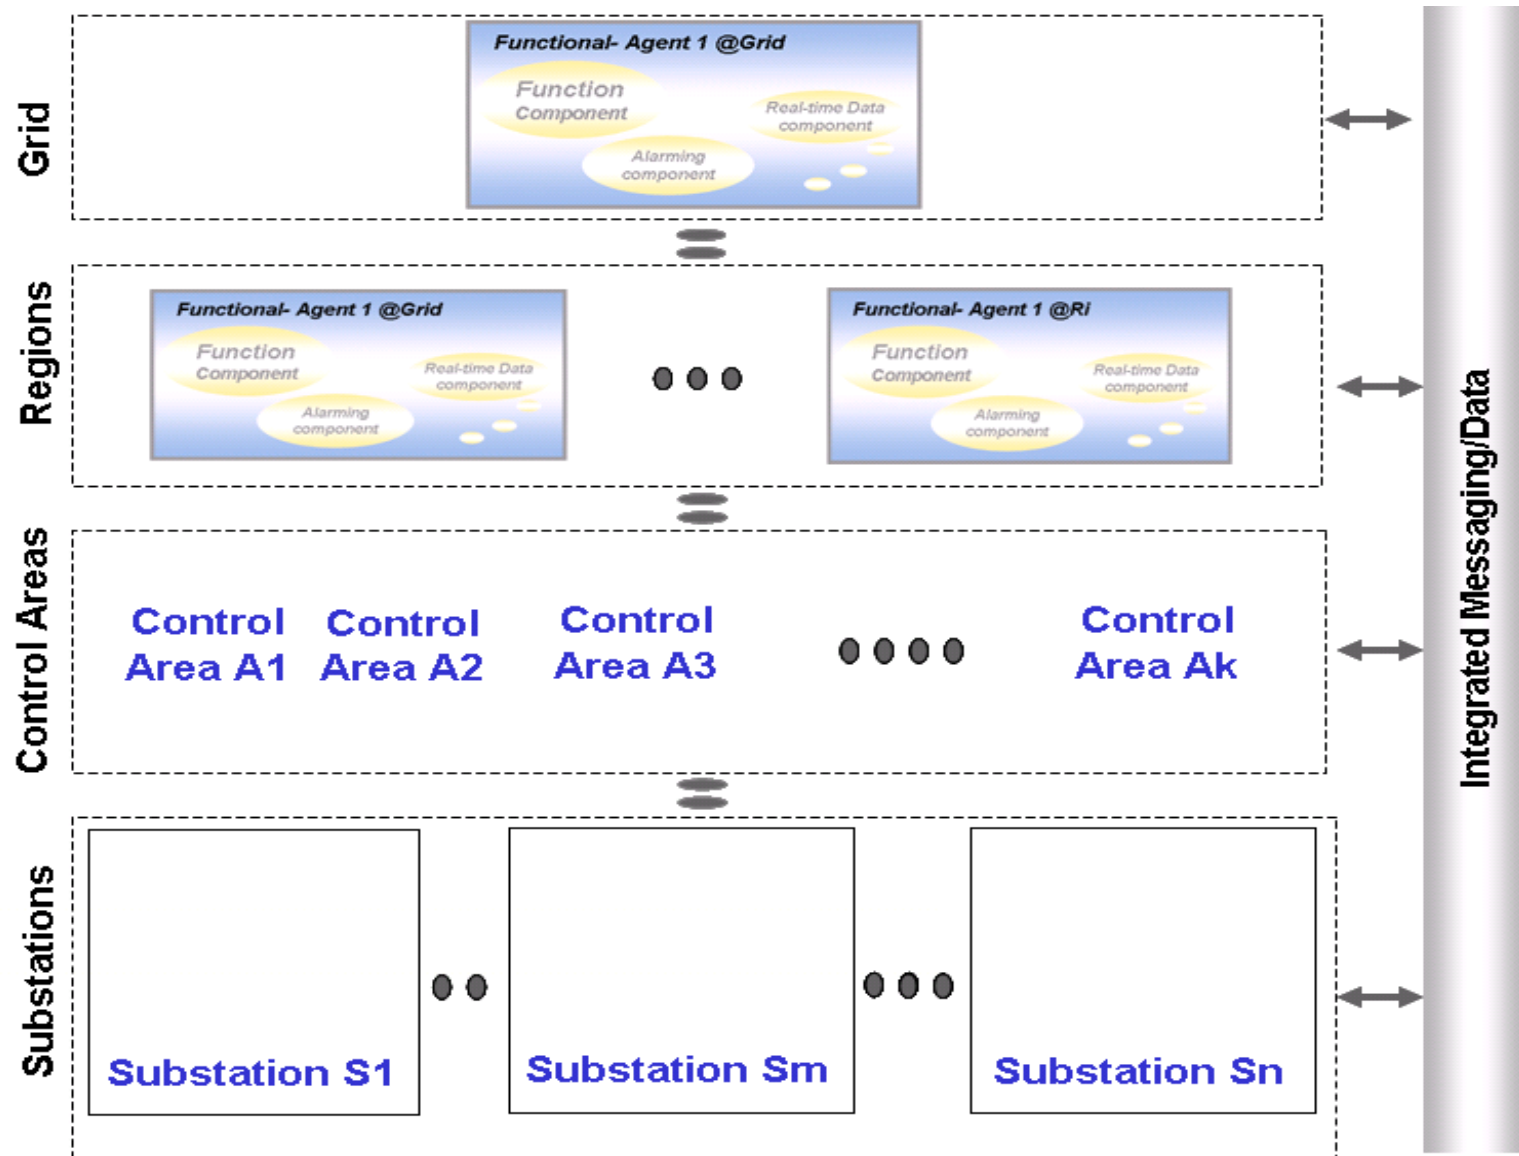 Grid
Functional- Agent 1 @Grid
Function
Component
Real-time Data
component
Alarming
component
Regions
Functional- Agent 1 @Grid
Function
Component
Real-time Data
component
Alarming
component
Functional- Agent 1 @Ri
Function
Component
Real-time Data
component
Alarming
component
Control Areas
Control
Area A1
Control
Area A2
Control
Area A3
Control
Area Ak
Substations
Substation S1
Substation Sm
Substation Sn
Integrated Messaging/Data